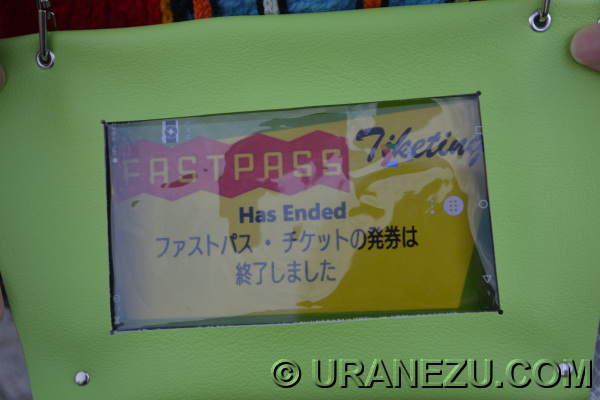 FASTPASS Tiketing
Has Ended
ファストパス・チケットの発券は
終了しました
© URANEZU.COM